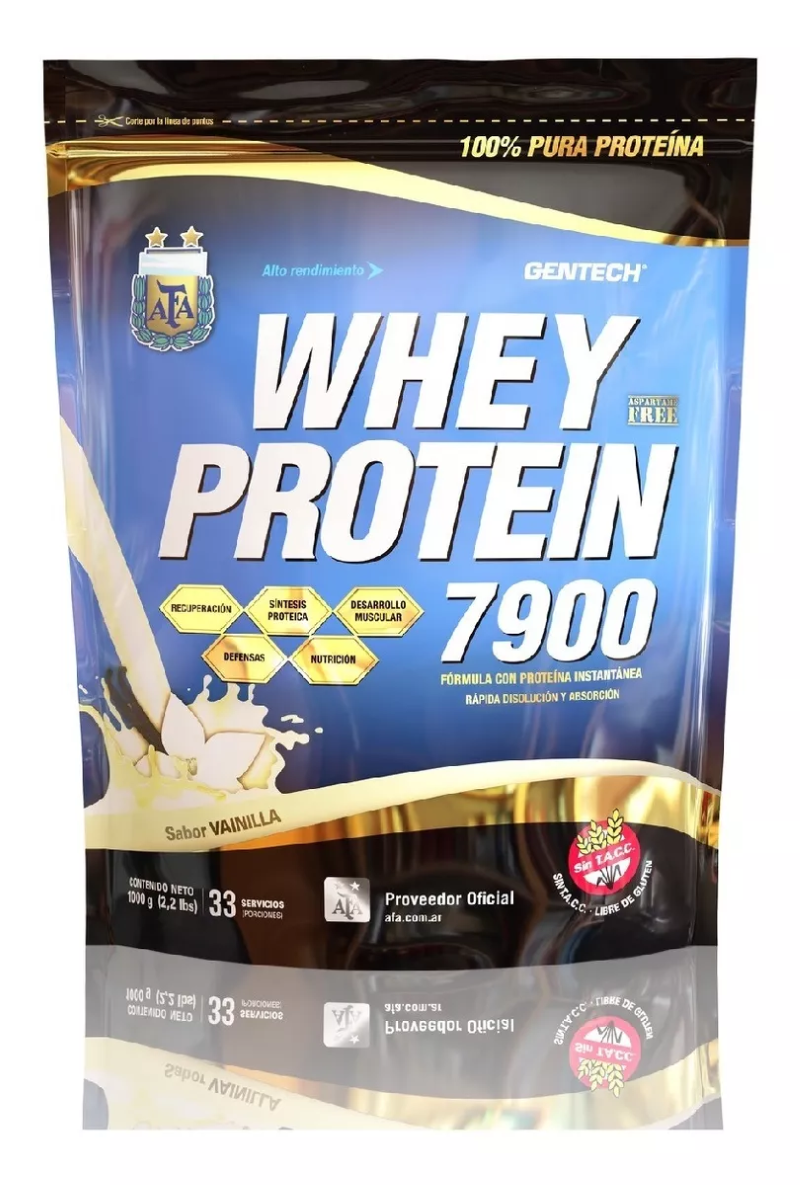 Corte por la línea de puntos
100% PURA PROTEÍNA
AFA
Alto rendimiento
GENTECH®
WHEY
ASPARTAME
FREE
PROTEIN
7900
RECUPERACIÓN
SÍNTESIS
PROTEICA
DESARROLLO
MUSCULAR
DEFENSAS
NUTRICIÓN
FÓRMULA CON PROTEÍNA INSTANTÁNEA
RÁPIDA DISOLUCIÓN Y ABSORCIÓN
Sabor VAINILLA
CONTENIDO NETO
1000 g (2,2 lbs)
33
SERVICIOS
(PORCIONES)
AFA
Proveedor Oficial
afa.com.ar
Sin T.A.C.C.
SIN T.A.C.C. - LIBRE DE GLUTEN